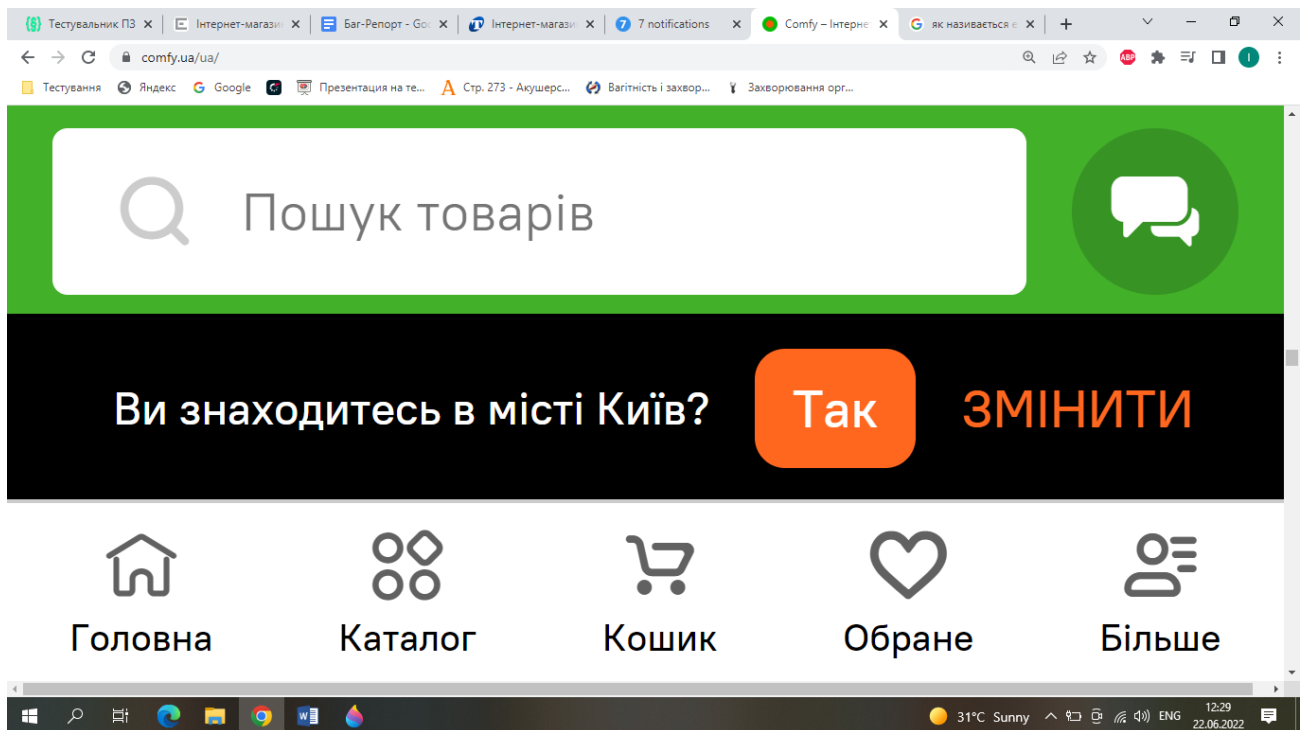 Тестувальник ПЗ
Інтернет-магази
Баг-Репорт - Goo
Інтернет-магази
7 notifications
Comfy – Інтерне
як називається є
comfy.ua/ua/
ABP
I
Тестування
Яндекс
Google
Презентация на те...
Стр. 273 - Акушерс...
Вагітність і захвор...
Захворювання орг...
Пошук товарів
Ви знаходитесь в місті Київ?
Так
ЗМІНИТИ
Головна
Каталог
Кошик
Обране
Більше
31°C Sunny
ENG
12:29
22.06.2022